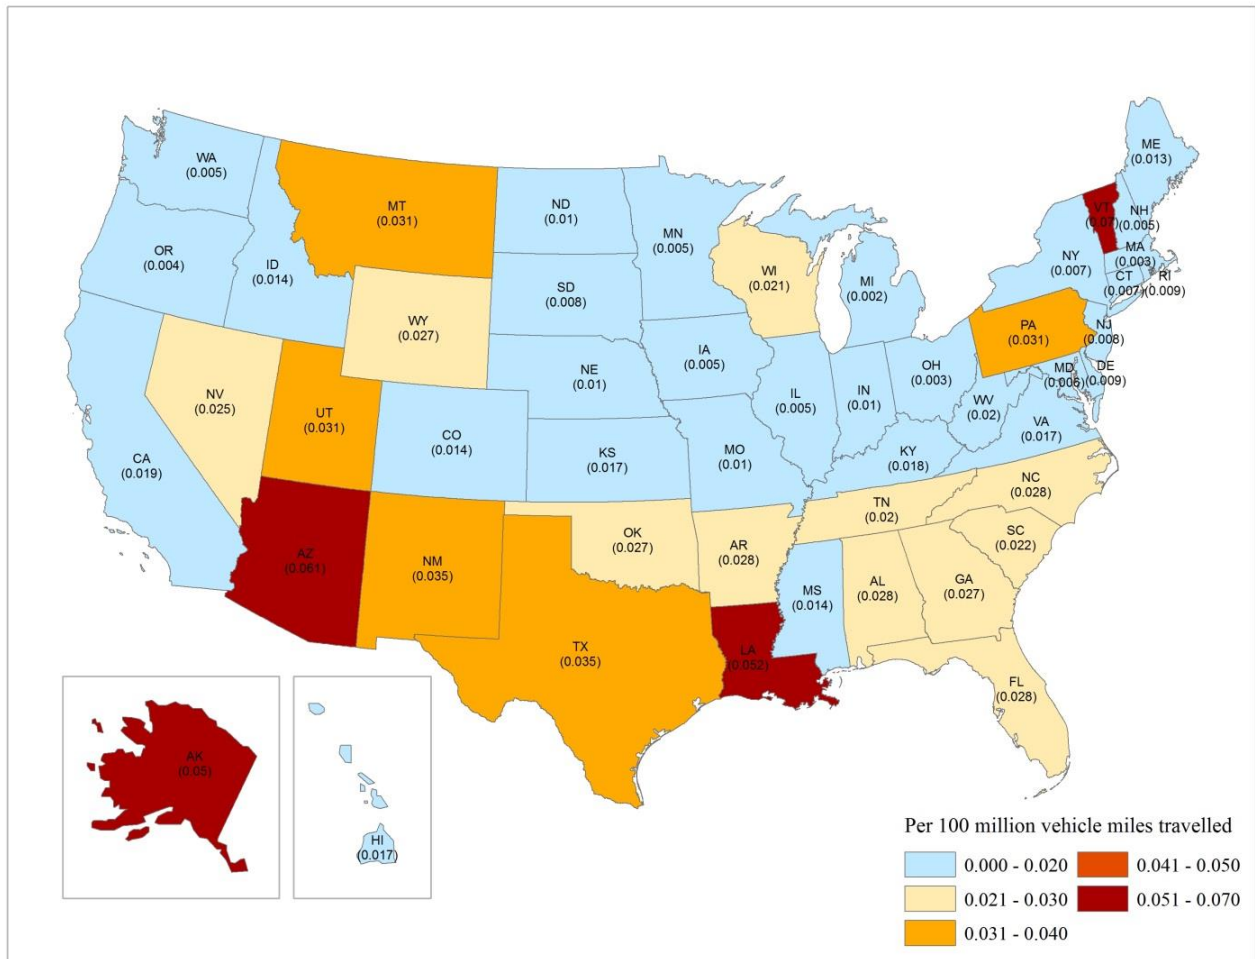 WA
(0.005)
MT
(0.031)
ND
(0.01)
MN
(0.005)
ME
(0.013)
VT
(0.07)
NH
(0.005)
OR
(0.004)
ID
(0.014)
SD
(0.008)
WI
(0.021)
MI
(0.002)
NY
(0.007)
MA
(0.003)
CT
(0.007)
RI
(0.009)
WY
(0.027)
IA
(0.005)
PA
(0.031)
NJ
(0.008)
NV
(0.025)
UT
(0.031)
NE
(0.01)
IL
(0.005)
IN
(0.01)
OH
(0.003)
MD
(0.006)
DE
(0.009)
CA
(0.019)
CO
(0.014)
KS
(0.017)
MO
(0.01)
KY
(0.018)
WV
(0.02)
VA
(0.017)
AZ
(0.061)
NM
(0.035)
OK
(0.027)
AR
(0.028)
TN
(0.02)
NC
(0.028)
SC
(0.022)
TX
(0.035)
LA
(0.052)
MS
(0.014)
AL
(0.028)
GA
(0.027)
FL
(0.028)
AK
(0.05)
HI
(0.017)
Per 100 million vehicle miles travelled
0.000 - 0.020
0.021 - 0.030
0.031 - 0.040
0.041 - 0.050
0.051 - 0.070